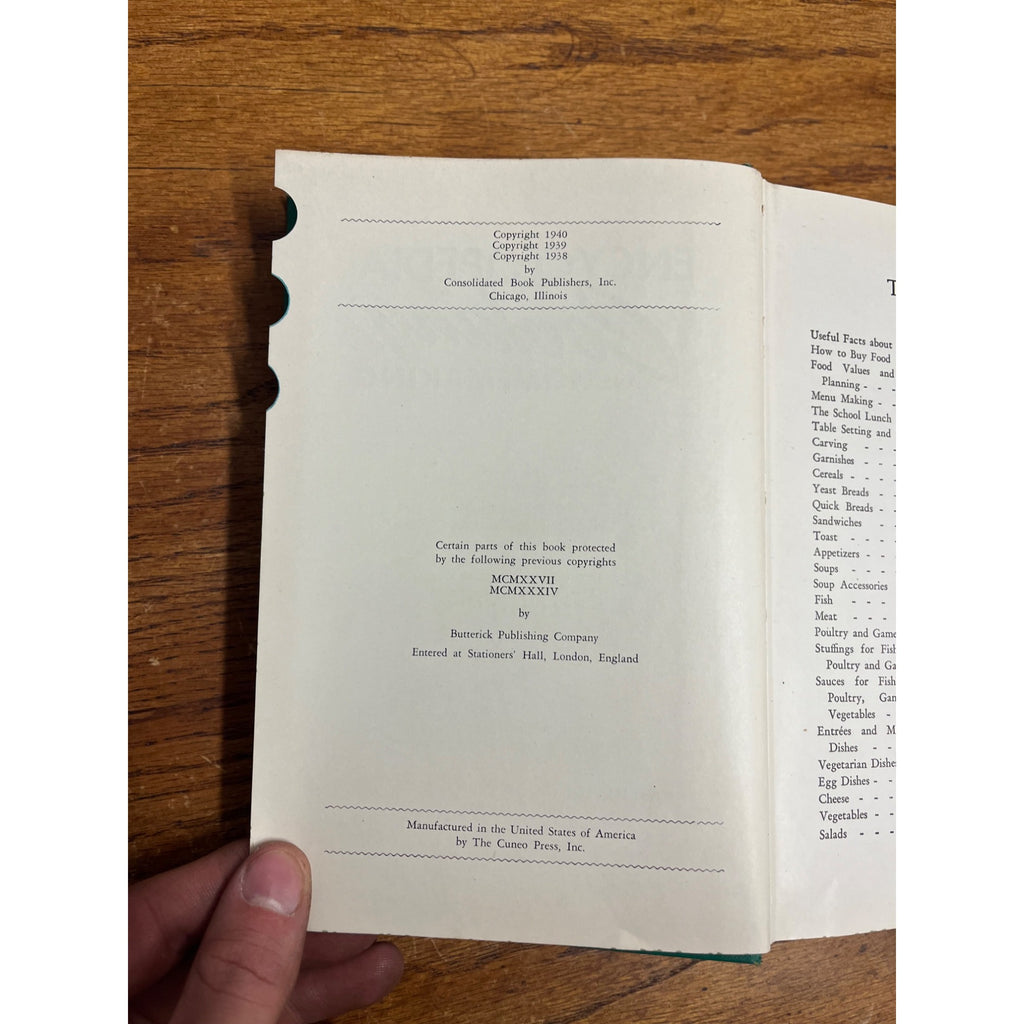 Copyright 1940
Copyright 1939
Copyright 1938
by
Consolidated Book Publishers, Inc.
Chicago, Illinois
Certain parts of this book protected
by the following previous copyrights
MCMXXVII
MCMXXXIV
by
Butterick Publishing Company
Entered at Stationers' Hall, London, England
Manufactured in the United States of America
by The Cuneo Press, Inc.
T
Useful Facts about
How to Buy Food
Food Values and
Planning - - -
Menu Making - -
The School Lunch
Table Setting and
Carving - - -
Garnishes - - -
Cereals - - - -
Yeast Breads - -
Quick Breads - -
Sandwiches - -
Toast - - - -
Appetizers - - -
Soups - - - -
Soup Accessories
Fish - - -
Meat - - -
Poultry and Game
Stuffings for Fish
Poultry and Ga
Sauces for Fish
Poultry, Gam
Vegetables -
Entrées and M
Dishes - -
Vegetarian Dishes
Egg Dishes - -
Cheese - - -
Vegetables - -
Salads - - -